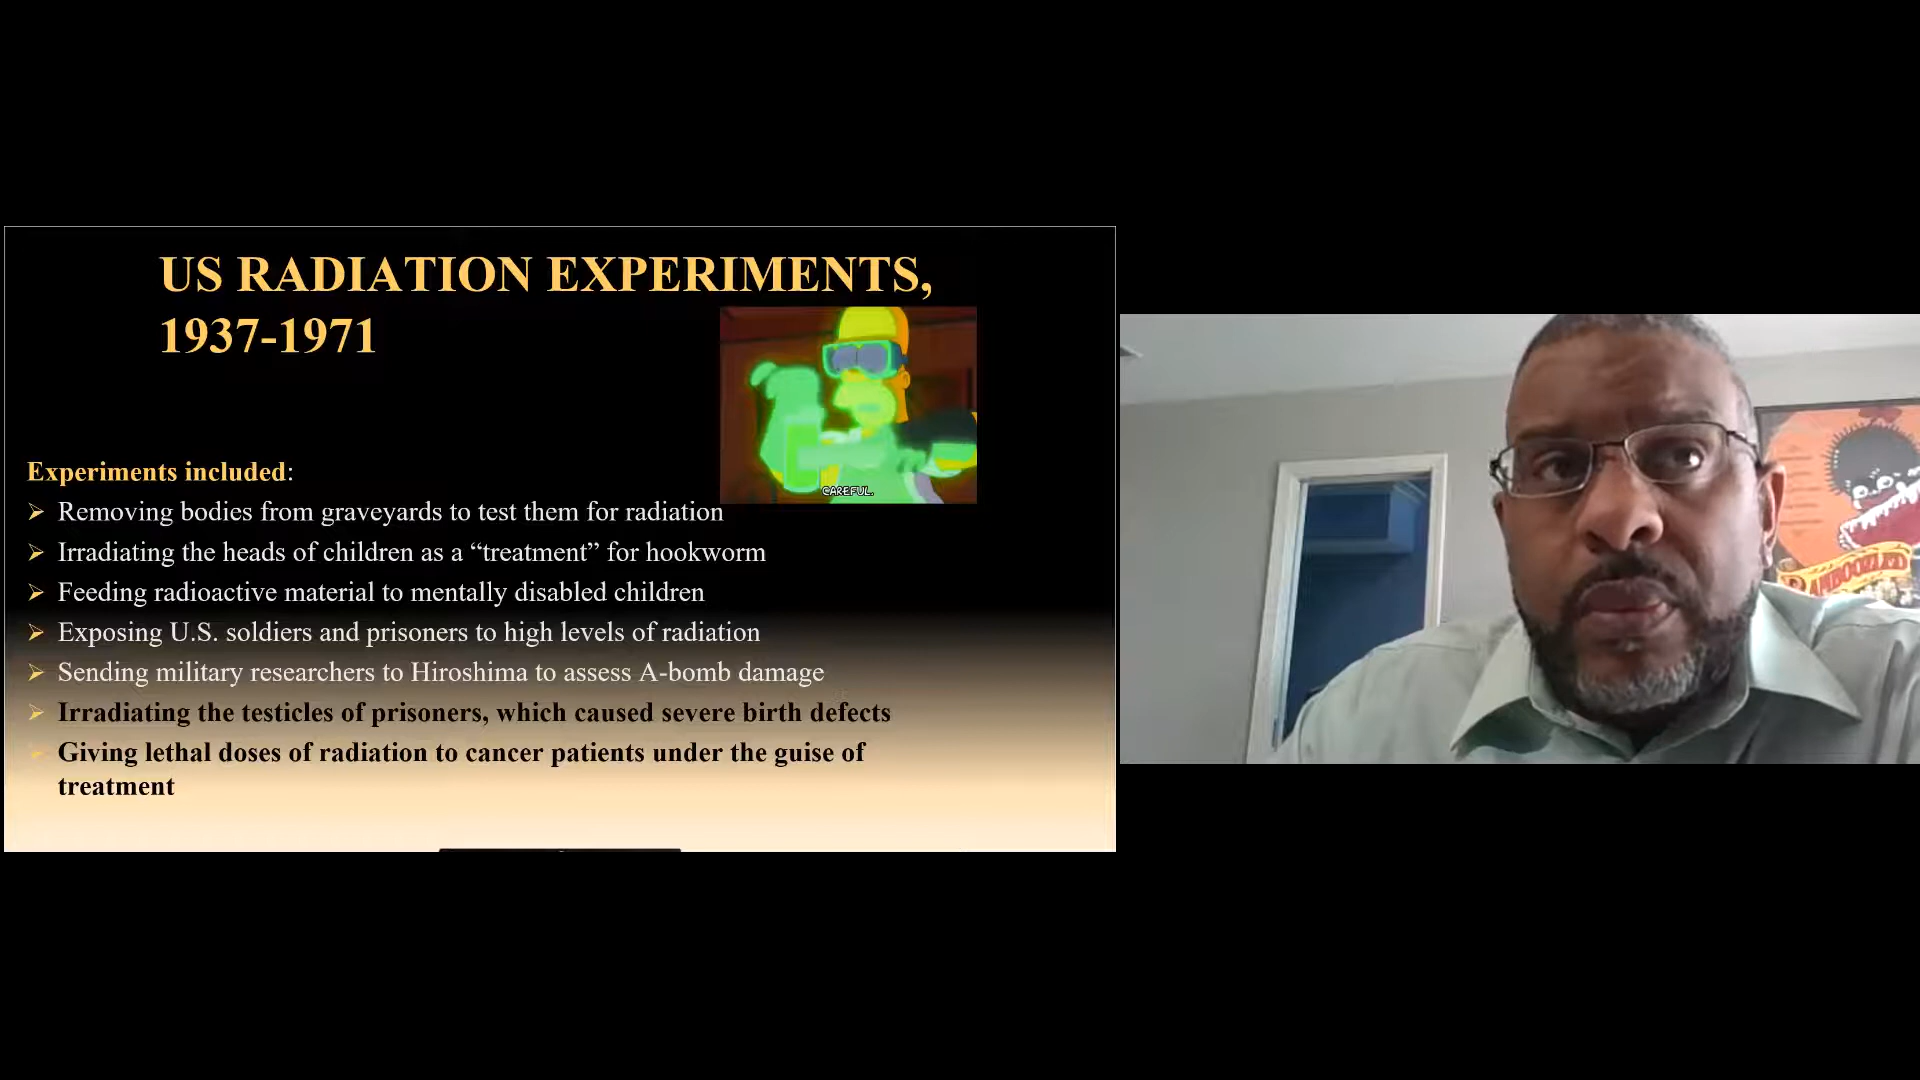 US RADIATION EXPERIMENTS,
1937-1971
CAREFUL.
Experiments included:
Removing bodies from graveyards to test them for radiation
Irradiating the heads of children as a “treatment” for hookworm
Feeding radioactive material to mentally disabled children
Exposing U.S. soldiers and prisoners to high levels of radiation
Sending military researchers to Hiroshima to assess A-bomb damage
Irradiating the testicles of prisoners, which caused severe birth defects
Giving lethal doses of radiation to cancer patients under the guise of
treatment